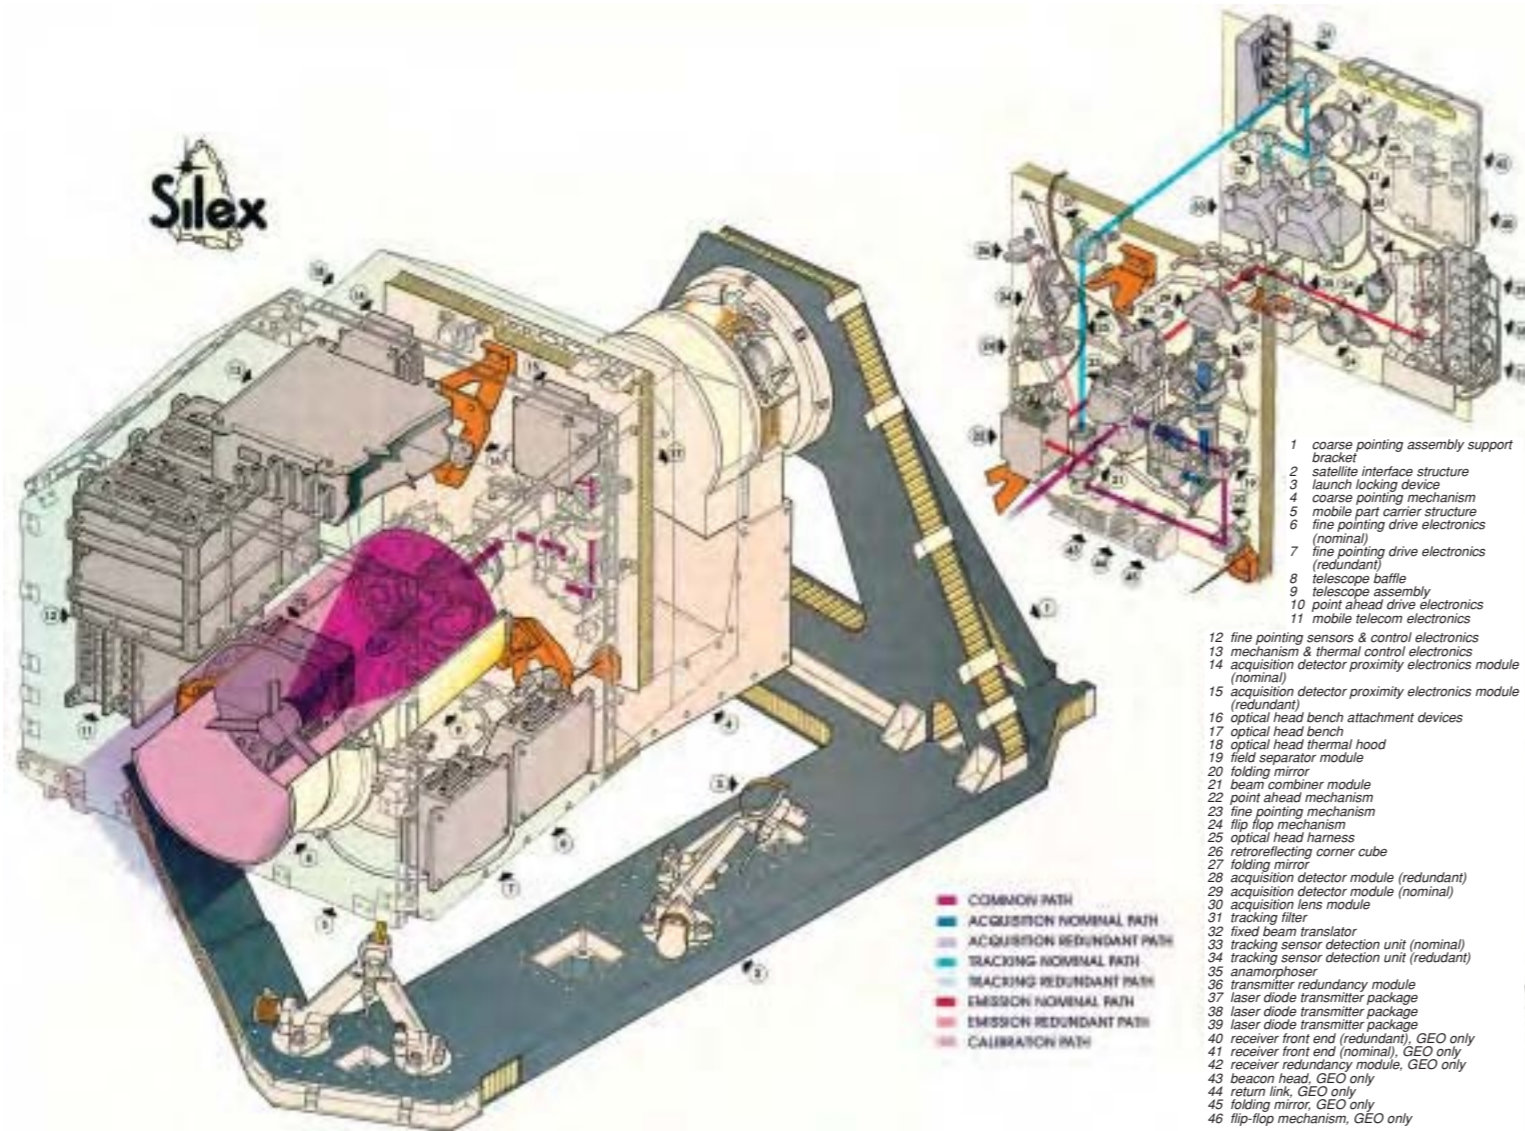 Silex
1 coarse pointing assembly support
bracket
2 satellite interface structure
3 launch locking device
4 coarse pointing mechanism
5 mobile part carrier structure
6 fine pointing drive electronics
(nominal)
7 fine pointing drive electronics
(redundant)
8 telescope baffle
9 telescope assembly
10 point ahead drive electronics
11 mobile telecom electronics
12 fine pointing sensors & control electronics
13 mechanism & thermal control electronics
14 acquisition detector proximity electronics module
(nominal)
15 acquisition detector proximity electronics module
(redundant)
16 optical head bench attachment devices
17 optical head bench
18 optical head thermal hood
19 field separator module
20 folding mirror
21 beam combiner module
22 point ahead mechanism
23 fine pointing mechanism
24 flip flop mechanism
25 optical head harness
26 retroreflecting corner cube
27 folding mirror
28 acquisition detector module (redundant)
29 acquisition detector module (nominal)
30 acquisition lens module
31 tracking filter
32 fixed beam translator
33 tracking sensor detection unit (nominal)
34 tracking sensor detection unit (redudant)
35 anamorphoser
36 transmitter redundancy module
37 laser diode transmitter package
38 laser diode transmitter package
39 laser diode transmitter package
40 receiver front end (redundant), GEO only
41 receiver front end (nominal), GEO only
42 receiver redundancy module, GEO only
43 beacon head, GEO only
44 return link, GEO only
45 folding mirror, GEO only
46 flip-flop mechanism, GEO only
COMMON PATH
ACQUISITION NOMINAL PATH
ACQUISITION REDUNDANT PATH
TRACKING NOMINAL PATH
TRACKING REDUNDANT PATH
EMISSION NOMINAL PATH
EMISSION REDUNDANT PATH
CALIBRATION PATH